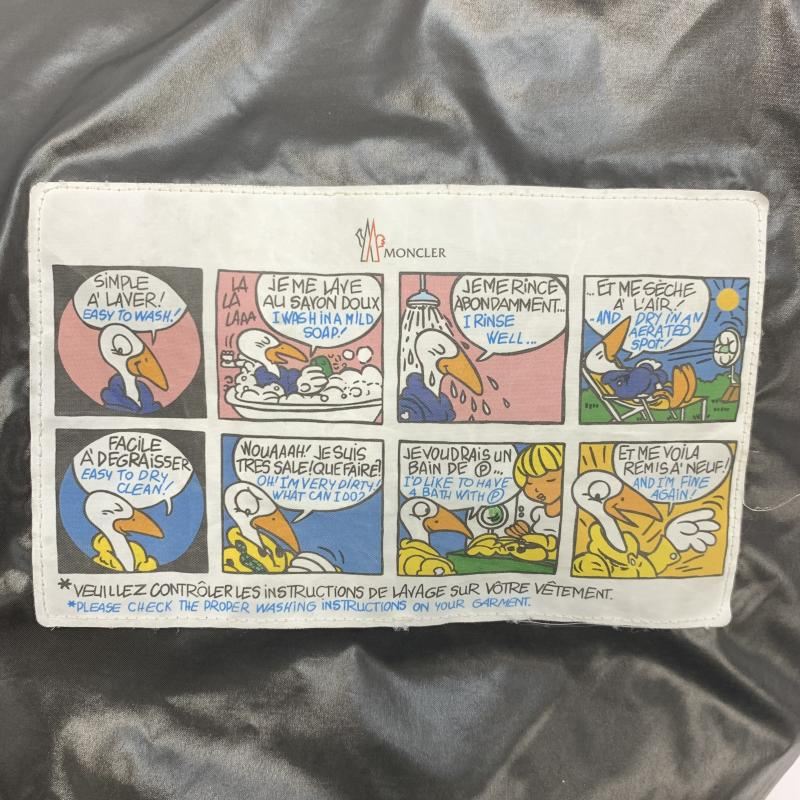 MONCLER
SIMPLE
A' LAVER!
EASY TO WASH!
LA
LÀ
LAAA
JE ME LAVE
AU SAVON DOUX
I WASH IN A MILD
SOAP!
JE ME RINCE
ABONDAMMENT...
I RINSE
WELL...
...ET ME SÈCHE
A' L'AIR!
-AND DRY IN AN
AERATED
SPOT!
FACILE
A' DEGRAISSER
EASY TO DRY
CLEAN!
WOUAAAH! JE SUIS
TRES SALE! QUE FAIRE!
OH! I'M VERY DIRTY!
WHAT CAN I DO?
JE VOUDRAIS UN
BAIN DE Ⓟ...
I'D LIKE TO HAVE
A BATH WITH Ⓟ
ET ME VOILA
REMIS A' NEUF!
AND I'M FINE
AGAIN!
*VEUILLEZ CONTRÔLER LES INSTRUCTIONS DE LAVAGE SUR VÔTRE VÊTEMENT.
*PLEASE CHECK THE PROPER WASHING INSTRUCTIONS ON YOUR GARMENT.